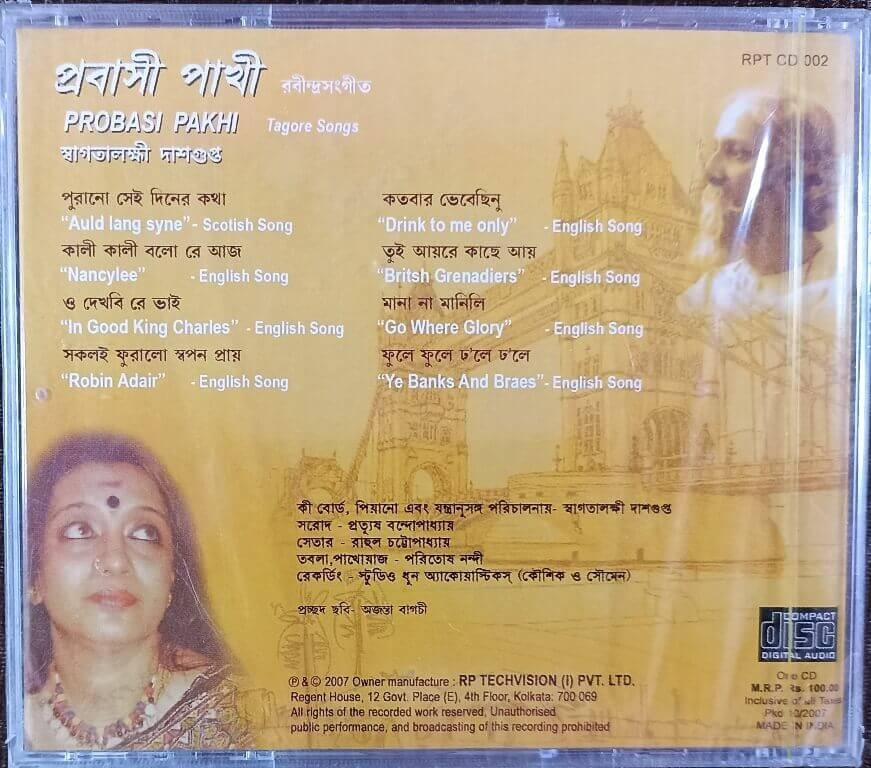 প্রবাসী পাখী রবীন্দ্রসংগীত
RPT CD 002
PROBASI PAKHI Tagore Songs
স্বাগতালক্ষী দাশগুপ্ত
পুরানো সেই দিনের কথা
"Auld lang syne" - Scotish Song
কালী কালী বলো রে আজ
"Nancylee" - English Song
ও দেখবি রে ভাই
"In Good King Charles" - English Song
সকলই ফুরালো স্বপন প্রায়
"Robin Adair" - English Song
কতবার ভেবেছিনু
"Drink to me only" - English Song
তুই আয়রে কাছে আয়
"Britsh Grenadiers" - English Song
মানা না মানিলি
"Go Where Glory" - English Song
ফুলে ফুলে ঢ'লে ঢ'লে
"Ye Banks And Braes" - English Song
কী বোর্ড, পিয়ানো এবং যন্ত্রানুসঙ্গ পরিচালনায়- স্বাগতালক্ষী দাশগুপ্ত
সরোদ - প্রত্যুষ বন্দোপাধ্যায়
সেতার - রাহুল চট্টোপাধ্যায়
তবলা,পাখোয়াজ - পরিতোষ নন্দী
রেকর্ডিং - স্টুডিও ধুন অ্যাকোয়াস্টিকস্ (কৌশিক ও সৌমেন)
প্রচ্ছদ ছবি- অজন্তা বাগচী
COMPACT
disc
DIGITAL AUDIO
One CD
M.R.P. Rs. 100.00
Inclusive of all Taxes
Pkd 10/2007
MADE IN INDIA
℗ & © 2007 Owner manufacture : RP TECHVISION (I) PVT. LTD.
Regent House, 12 Govt. Place (E), 4th Floor, Kolkata: 700 069
All rights of the recorded work reserved, Unauthorised
public performance, and broadcasting of this recording prohibited